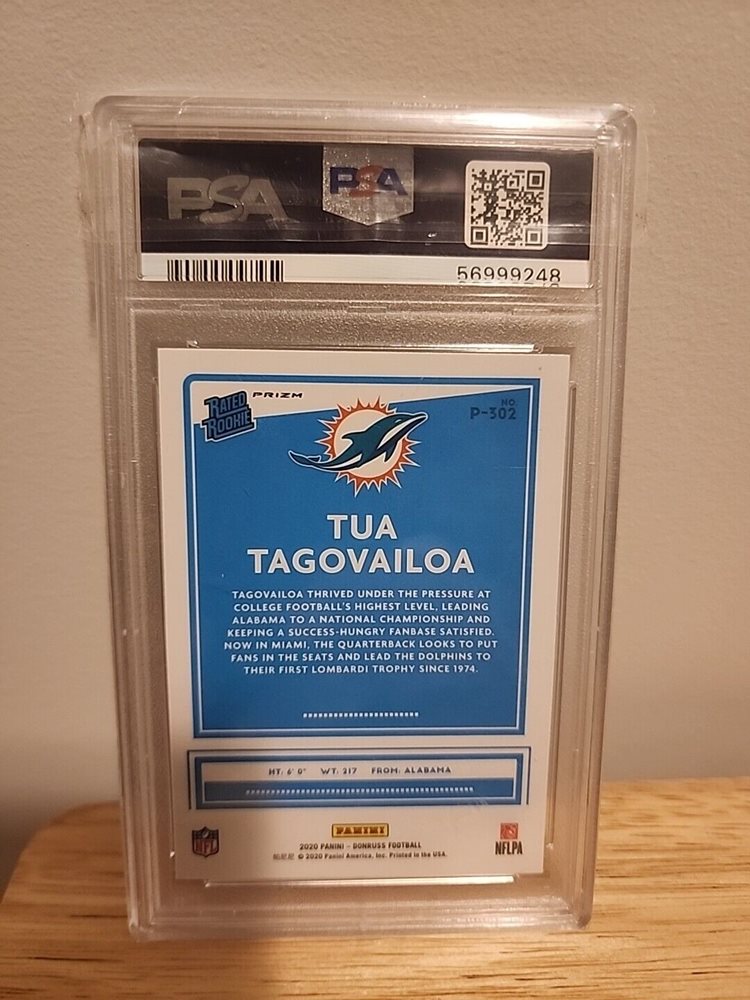 PSA
PSA
56999248
RATED
ROOKIE
PRIZM
NO.
P-302
TUA
TAGOVAILOA
TAGOVAILOA THRIVED UNDER THE PRESSURE AT
COLLEGE FOOTBALL'S HIGHEST LEVEL, LEADING
ALABAMA TO A NATIONAL CHAMPIONSHIP AND
KEEPING A SUCCESS-HUNGRY FANBASE SATISFIED.
NOW IN MIAMI, THE QUARTERBACK LOOKS TO PUT
FANS IN THE SEATS AND LEAD THE DOLPHINS TO
THEIR FIRST LOMBARDI TROPHY SINCE 1974.
HT: 6' 0" WT: 217 FROM: ALABAMA
PANINI
2020 PANINI - DONRUSS FOOTBALL
© 2020 Panini America, Inc. Printed in the USA.
NFL
NFLPA